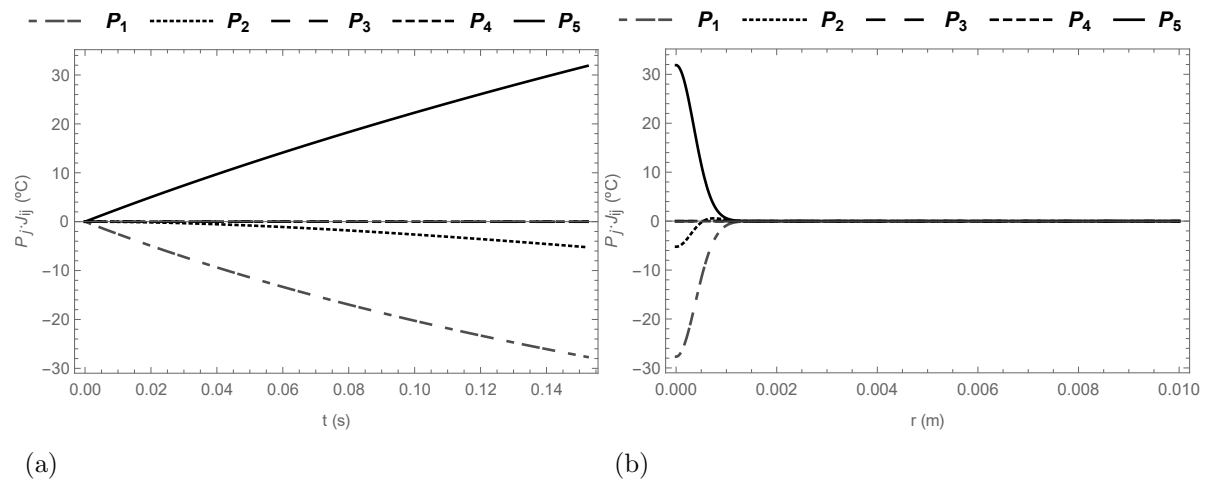 P1 P2 P3 P4 P5
30
20
10
0
−10
−20
−30
0.00 0.02 0.04 0.06 0.08 0.10 0.12 0.14
t (s)
Pj·Jij (ºC)
(a)
P1 P2 P3 P4 P5
30
20
10
0
−10
−20
−30
0.000 0.002 0.004 0.006 0.008 0.010
r (m)
Pj·Jij (ºC)
(b)